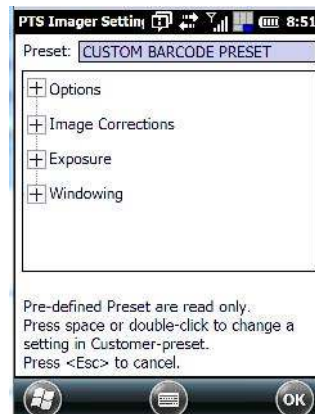 PTS Imager Settin 8:51
Preset: CUSTOM BARCODE PRESET
Options
Image Corrections
Exposure
Windowing
Pre-defined Preset are read only.
Press space or double-click to change a
setting in Customer-preset.
Press <Esc> to cancel.
OK